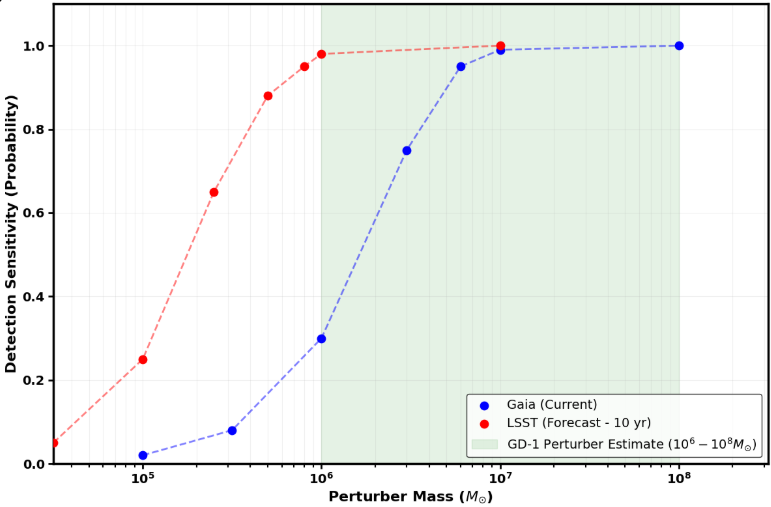 Detection Sensitivity (Probability)
1.0
0.8
0.6
0.4
0.2
0.0
Gaia (Current)
LSST (Forecast - 10 yr)
GD-1 Perturber Estimate (10⁶ − 10⁸M⊙)
10⁵ 10⁶ 10⁷ 10⁸
Perturber Mass (M⊙)